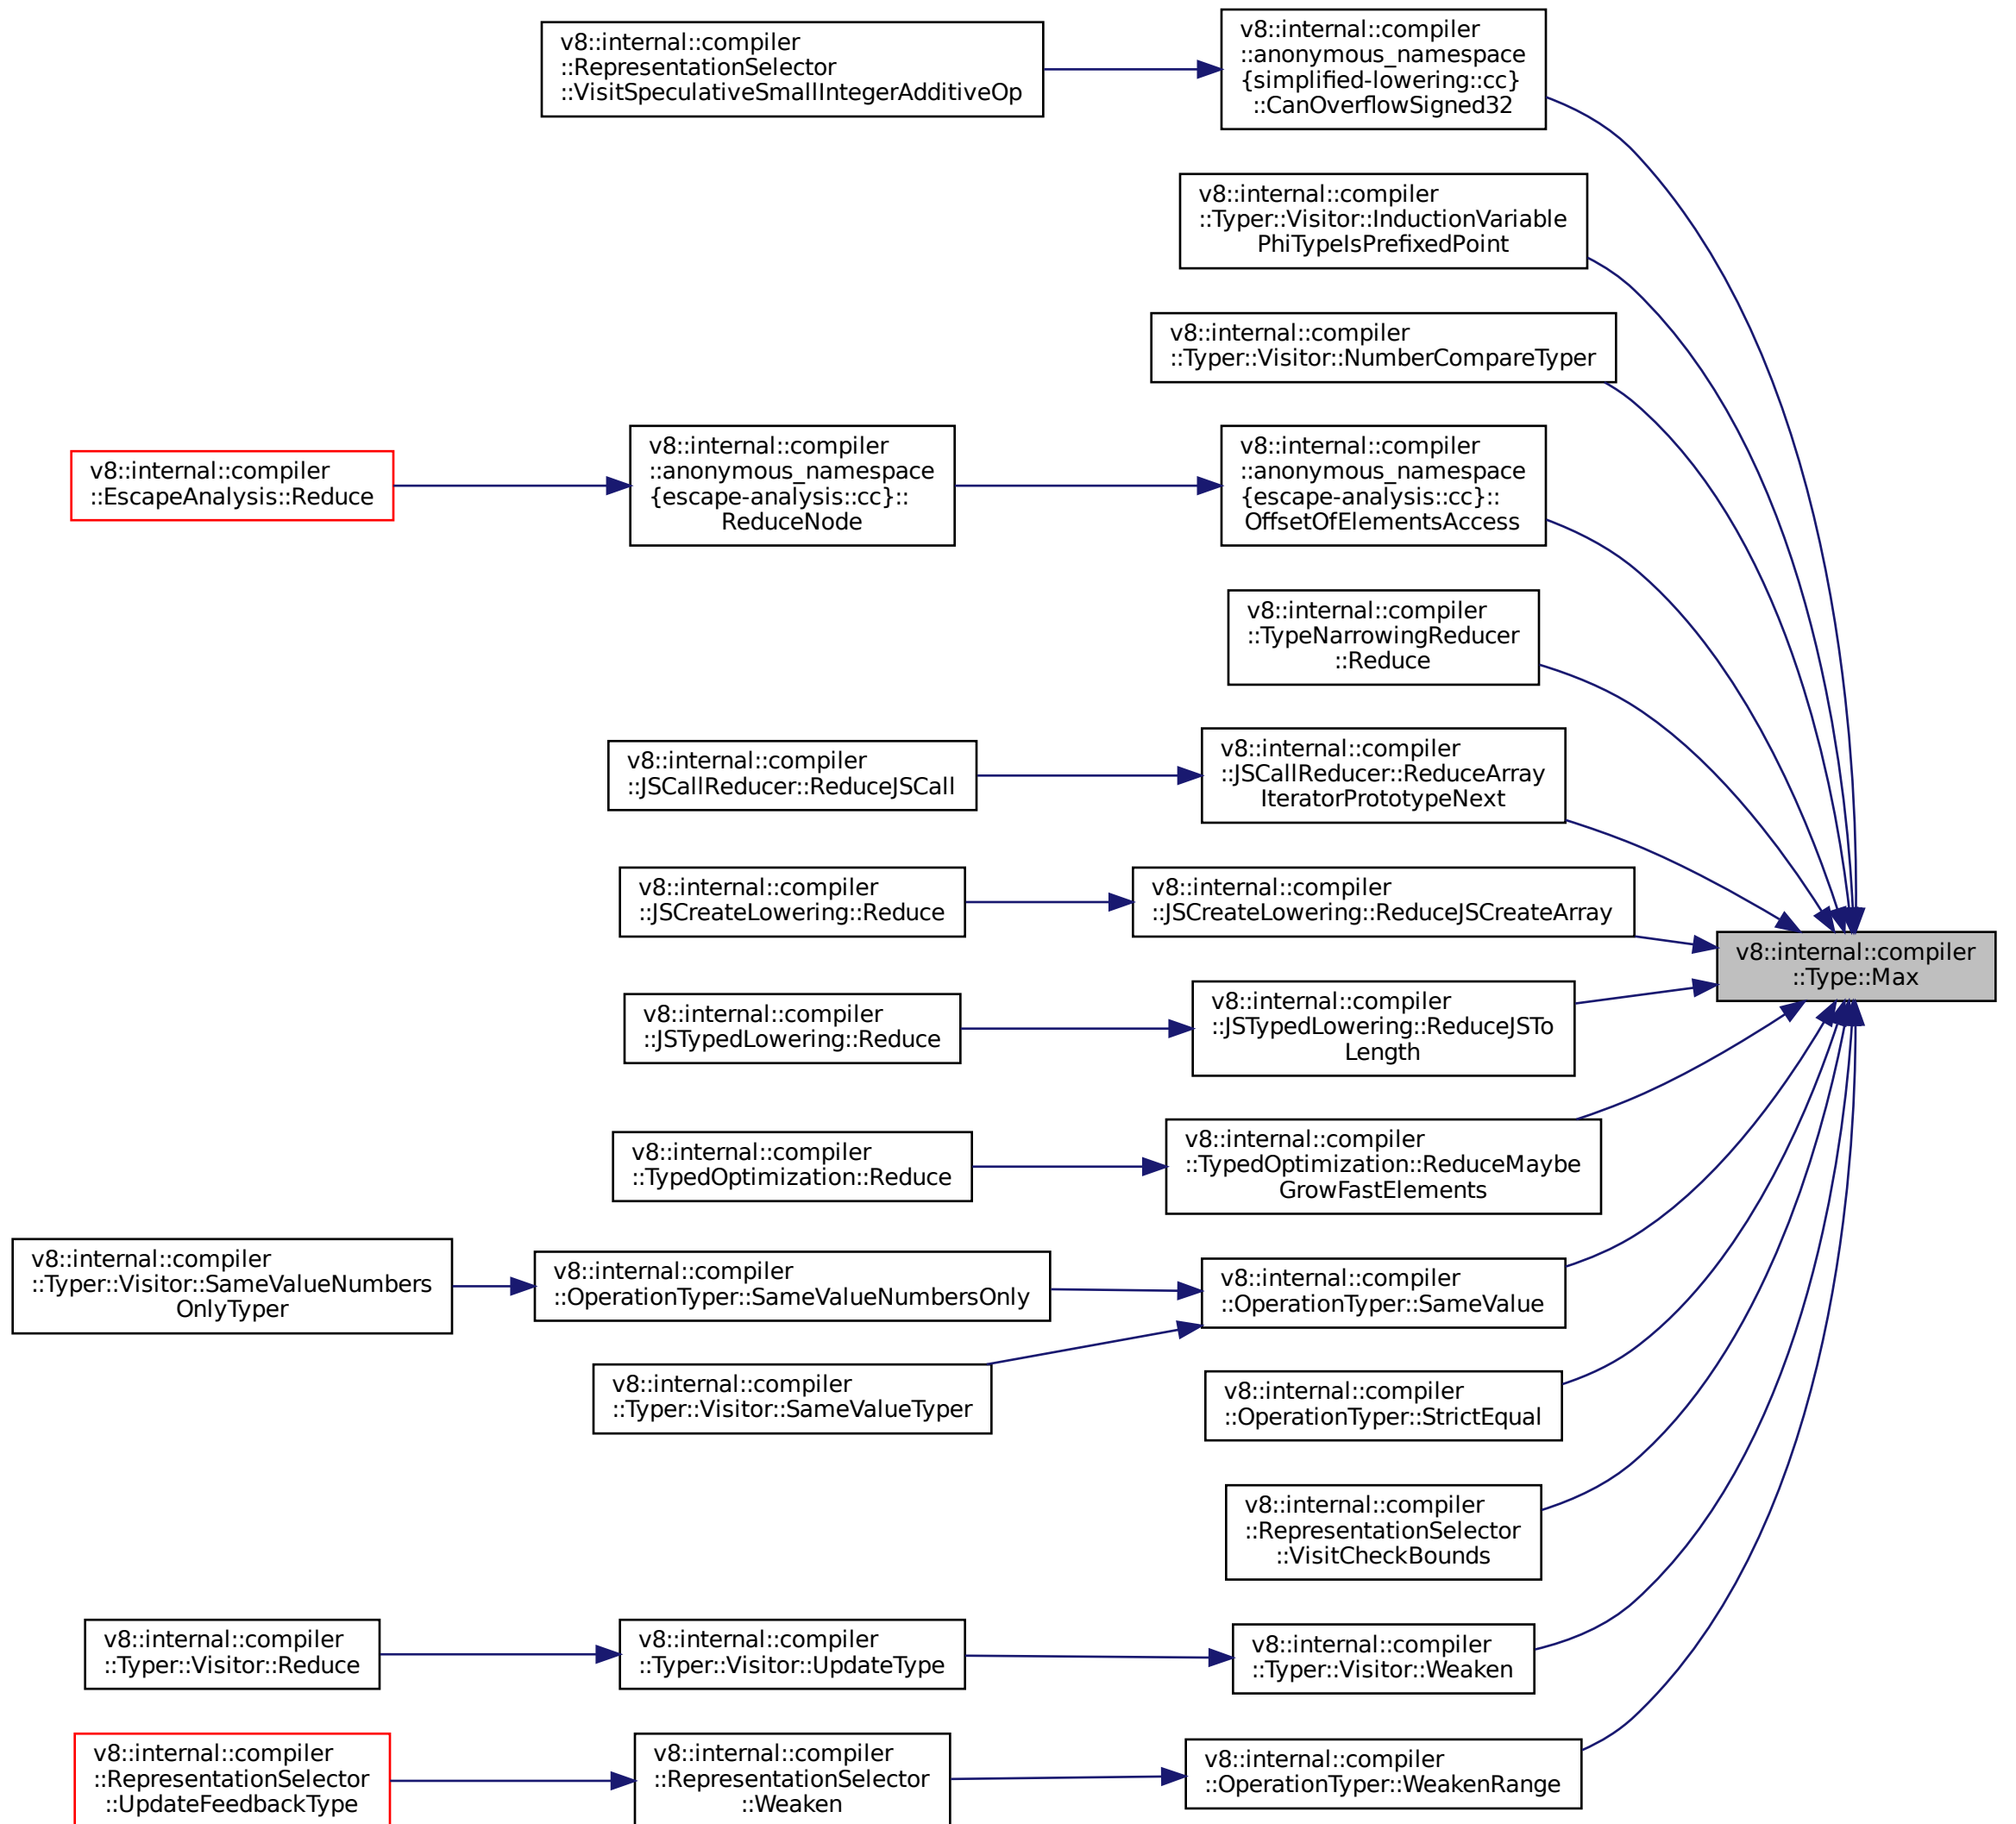 v8::internal::compiler
::RepresentationSelector
::VisitSpeculativeSmallIntegerAdditiveOp
v8::internal::compiler
::anonymous_namespace
{simplified-lowering::cc}
::CanOverflowSigned32
v8::internal::compiler
::Typer::Visitor::InductionVariable
PhiTypeIsPrefixedPoint
v8::internal::compiler
::Typer::Visitor::NumberCompareTyper
v8::internal::compiler
::EscapeAnalysis::Reduce
v8::internal::compiler
::anonymous_namespace
{escape-analysis::cc}::
ReduceNode
v8::internal::compiler
::anonymous_namespace
{escape-analysis::cc}::
OffsetOfElementsAccess
v8::internal::compiler
::TypeNarrowingReducer
::Reduce
v8::internal::compiler
::JSCallReducer::ReduceJSCall
v8::internal::compiler
::JSCallReducer::ReduceArray
IteratorPrototypeNext
v8::internal::compiler
::JSCreateLowering::Reduce
v8::internal::compiler
::JSCreateLowering::ReduceJSCreateArray
v8::internal::compiler
::Type::Max
v8::internal::compiler
::JSTypedLowering::Reduce
v8::internal::compiler
::JSTypedLowering::ReduceJSTo
Length
v8::internal::compiler
::TypedOptimization::Reduce
v8::internal::compiler
::TypedOptimization::ReduceMaybe
GrowFastElements
v8::internal::compiler
::Typer::Visitor::SameValueNumbers
OnlyTyper
v8::internal::compiler
::OperationTyper::SameValueNumbersOnly
v8::internal::compiler
::OperationTyper::SameValue
v8::internal::compiler
::Typer::Visitor::SameValueTyper
v8::internal::compiler
::OperationTyper::StrictEqual
v8::internal::compiler
::RepresentationSelector
::VisitCheckBounds
v8::internal::compiler
::Typer::Visitor::Reduce
v8::internal::compiler
::Typer::Visitor::UpdateType
v8::internal::compiler
::Typer::Visitor::Weaken
v8::internal::compiler
::RepresentationSelector
::UpdateFeedbackType
v8::internal::compiler
::RepresentationSelector
::Weaken
v8::internal::compiler
::OperationTyper::WeakenRange